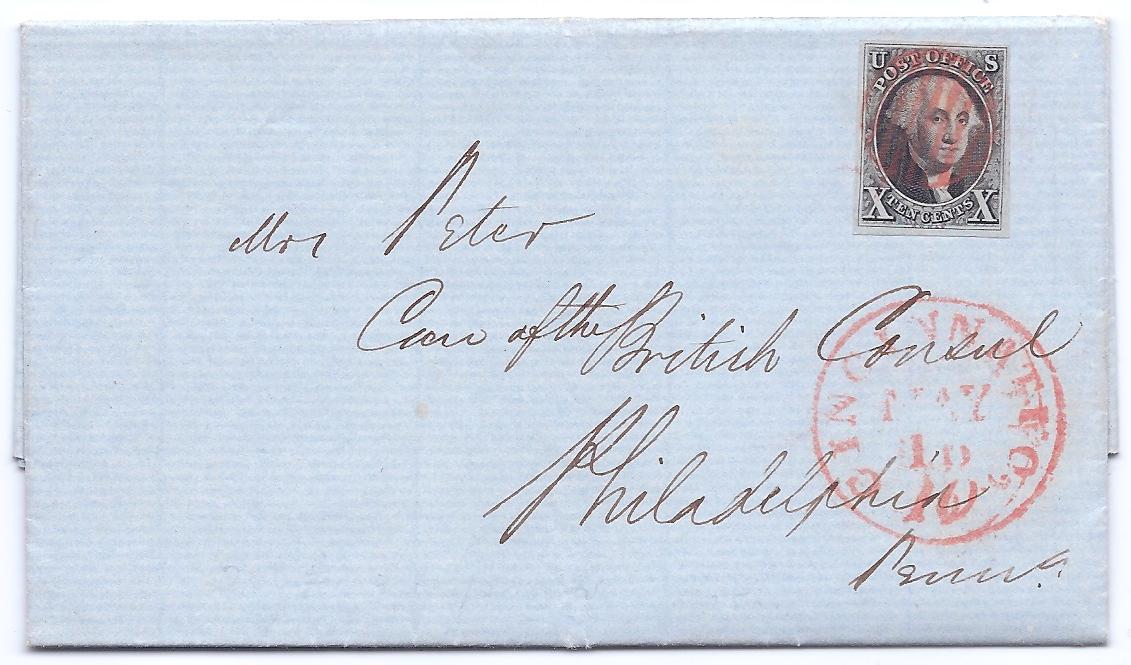 U S
POST OFFICE
X TEN CENTS X
Mrs Peter
Care of the British Consul
Philadelphia
Penna.
CINCINNATI O.
MAY
10